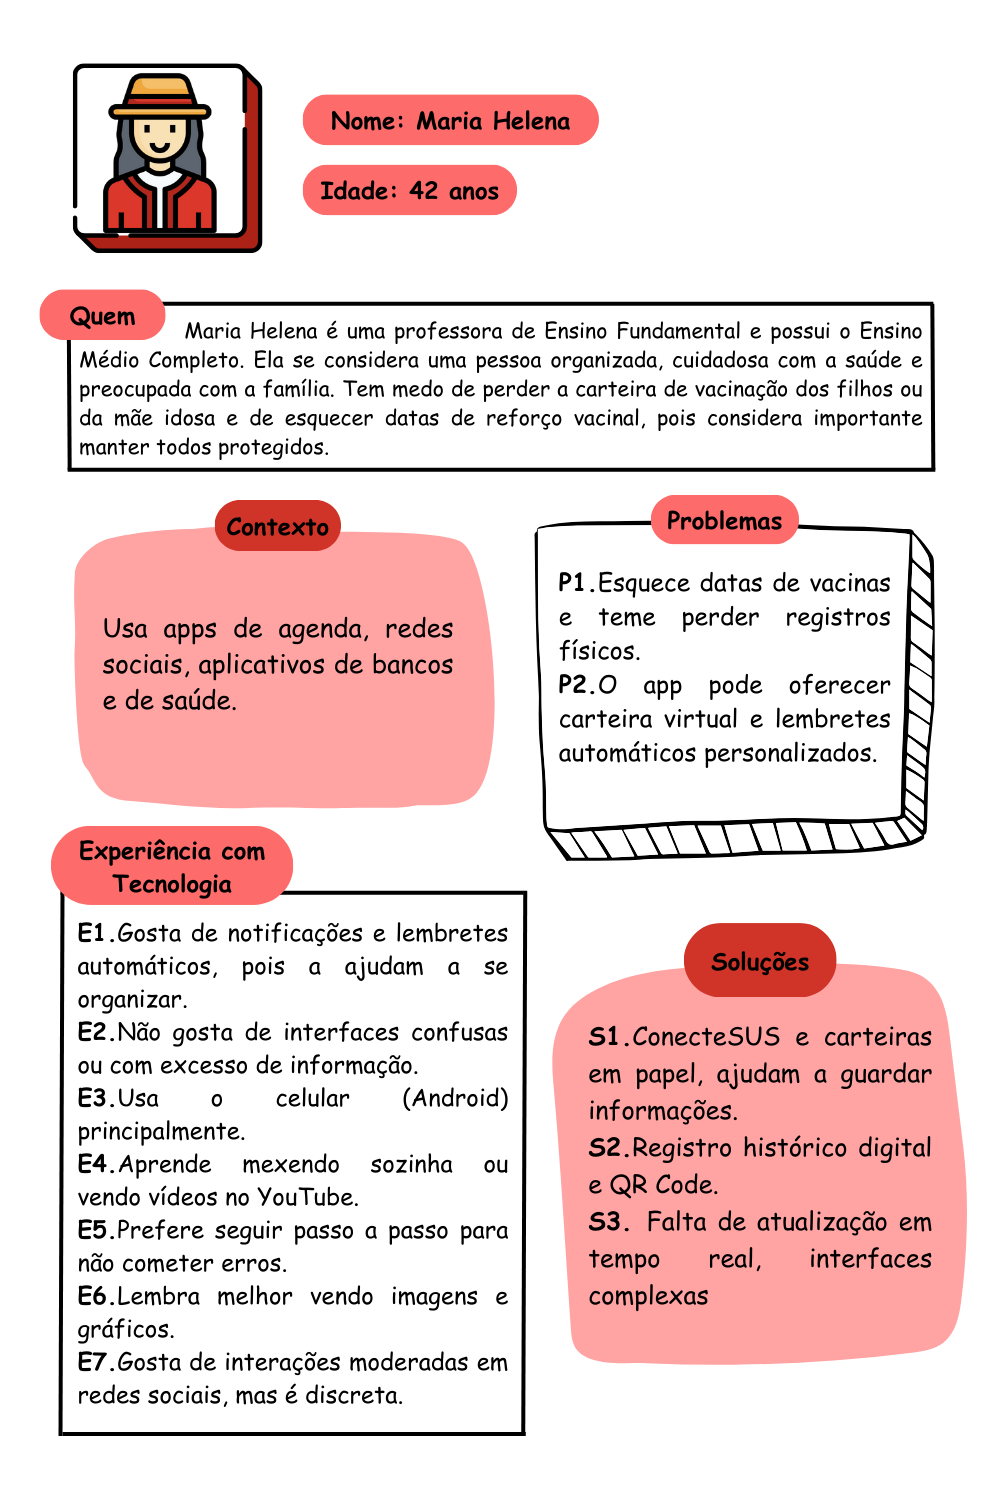 Nome: Maria Helena
Idade: 42 anos
Quem
Maria Helena é uma professora de Ensino Fundamental e possui o Ensino
Médio Completo. Ela se considera uma pessoa organizada, cuidadosa com a saúde e
preocupada com a família. Tem medo de perder a carteira de vacinação dos filhos ou
da mãe idosa e de esquecer datas de reforço vacinal, pois considera importante
manter todos protegidos.
Contexto
Usa apps de agenda, redes
sociais, aplicativos de bancos
e de saúde.
Problemas
P1.Esquece datas de vacinas
e teme perder registros
físicos.
P2.O app pode oferecer
carteira virtual e lembretes
automáticos personalizados.
Experiência com
Tecnologia
E1.Gosta de notificações e lembretes
automáticos, pois a ajudam a se
organizar.
E2.Não gosta de interfaces confusas
ou com excesso de informação.
E3.Usa o celular (Android)
principalmente.
E4.Aprende mexendo sozinha ou
vendo vídeos no YouTube.
E5.Prefere seguir passo a passo para
não cometer erros.
E6.Lembra melhor vendo imagens e
gráficos.
E7.Gosta de interações moderadas em
redes sociais, mas é discreta.
Soluções
S1.ConecteSUS e carteiras
em papel, ajudam a guardar
informações.
S2.Registro histórico digital
e QR Code.
S3. Falta de atualização em
tempo real, interfaces
complexas